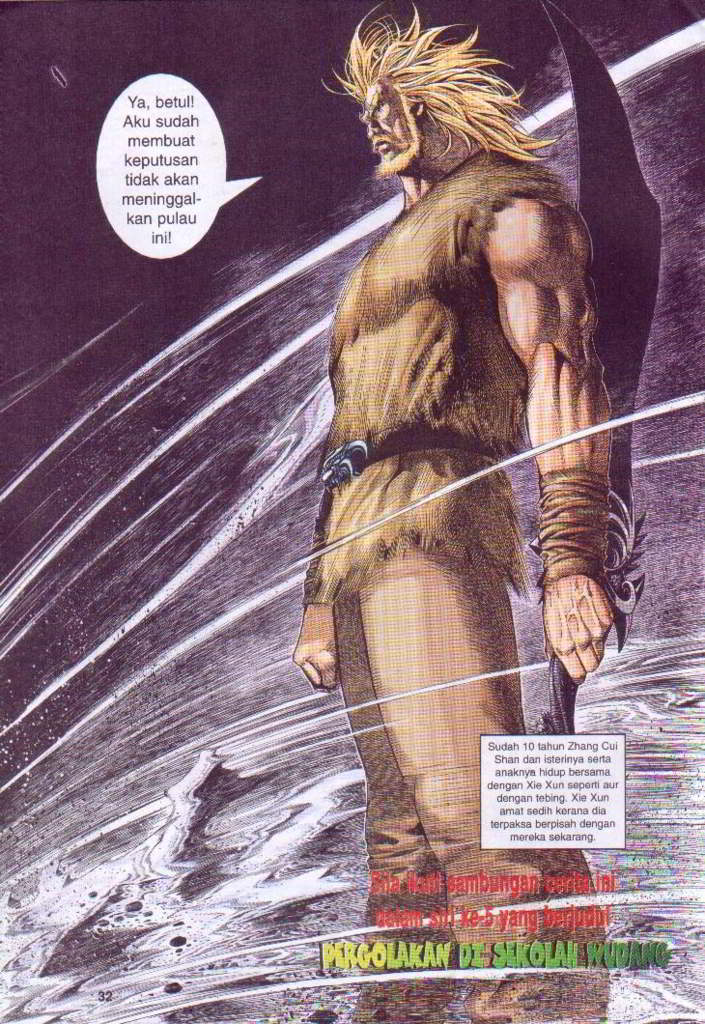 Ya, betul!
Aku sudah
membuat
keputusan
tidak akan
meninggal-
kan pulau
ini!
Sudah 10 tahun Zhang Cui
Shan dan isterinya serta
anaknya hidup bersama
dengan Xie Xun seperti aur
dengan tebing. Xie Xun
amat sedih kerana dia
terpaksa berpisah dengan
mereka sekarang.
Sila ikuti sambungan cerita ini
dalam siri ke-5 yang berjudul
PERGOLAKAN DI SEKOLAH WUDANG
32